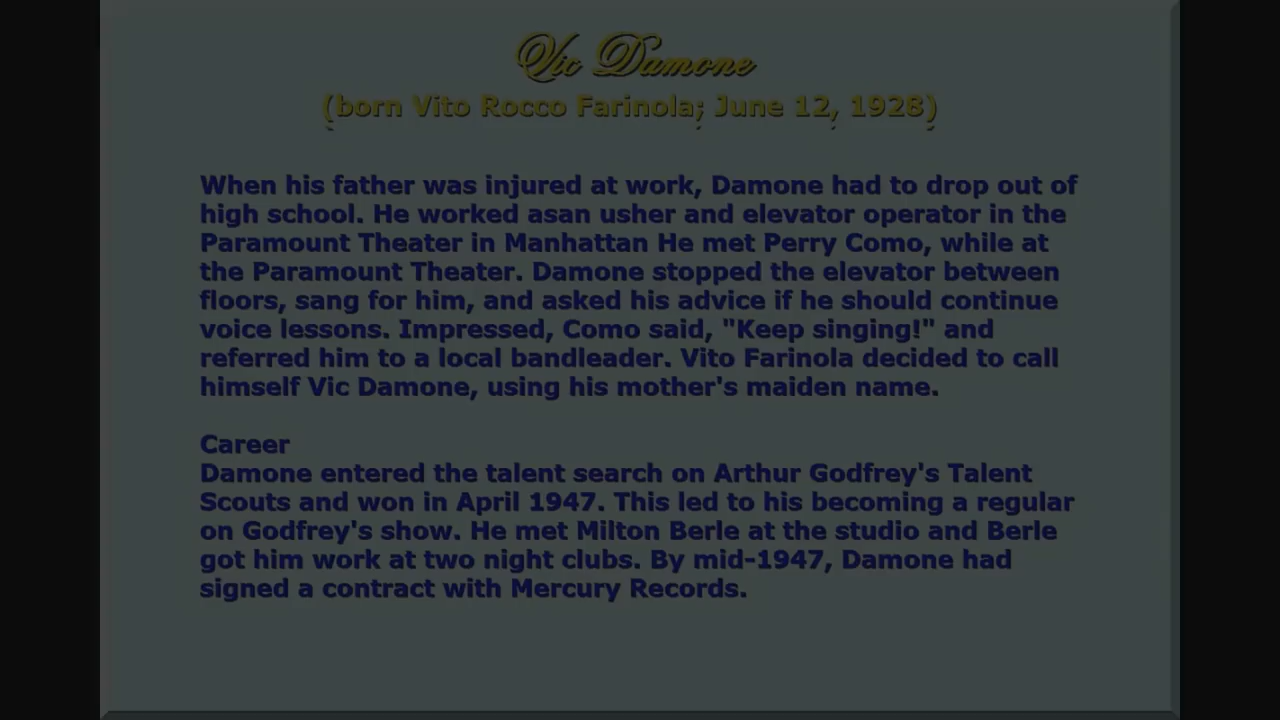 Vic Damone
(born Vito Rocco Farinola; June 12, 1928)
When his father was injured at work, Damone had to drop out of
high school. He worked asan usher and elevator operator in the
Paramount Theater in Manhattan He met Perry Como, while at
the Paramount Theater. Damone stopped the elevator between
floors, sang for him, and asked his advice if he should continue
voice lessons. Impressed, Como said, "Keep singing!" and
referred him to a local bandleader. Vito Farinola decided to call
himself Vic Damone, using his mother's maiden name.
Career
Damone entered the talent search on Arthur Godfrey's Talent
Scouts and won in April 1947. This led to his becoming a regular
on Godfrey's show. He met Milton Berle at the studio and Berle
got him work at two night clubs. By mid-1947, Damone had
signed a contract with Mercury Records.